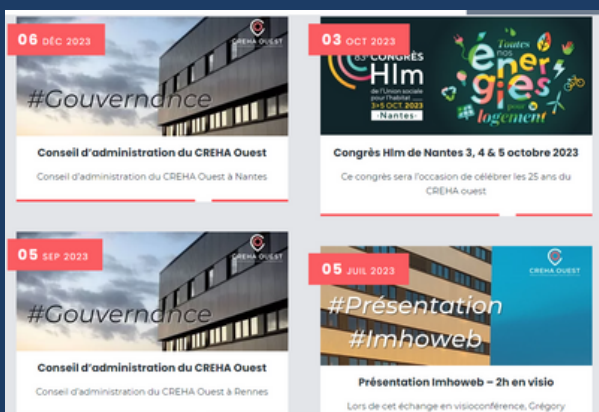 06 DÉC 2023
CREHA OUEST
#Gouvernance
Conseil d'administration du CREHA Ouest
Conseil d'administration du CREHA Ouest à Nantes
03 OCT 2023
83e CONGRÈS
Hlm
de l'Union sociale
pour l'habitat
3>5 OCT. 2023
·Nantes·
Toutes
nos
énergies
pour le
logement
Congrès Hlm de Nantes 3, 4 & 5 octobre 2023
Ce congrès sera l'occasion de célébrer les 25 ans du
CREHA ouest
05 SEP 2023
CREHA OUEST
#Gouvernance
Conseil d'administration du CREHA Ouest
Conseil d'administration du CREHA Ouest à Rennes
05 JUIL 2023
CREHA OUEST
#Présentation
#Imhoweb
Présentation Imhoweb – 2h en visio
Lors de cet échange en visioconférence, Grégory